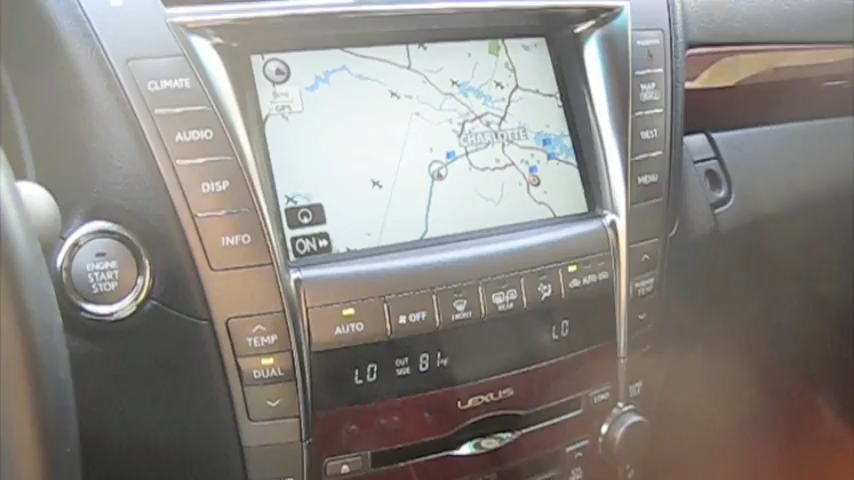 CLIMATE
AUDIO
DISP
INFO
ENGINE
START
STOP
GPS
CHARLOTTE
ON
MAP
DEST
MENU
TEMP
DUAL
AUTO
OFF
FRONT
REAR
LO
OUT
SIDE
81°F
LO
LEXUS
LOAD